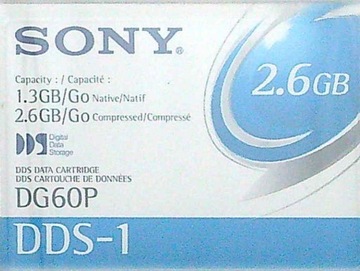 SONY
2.6GB
Capacity : / Capacité :
1.3GB/Go Native/Natif
2.6GB/Go Compressed/Compressé
DDS Digital
Data
Storage
DDS DATA CARTRIDGE
DDS CARTOUCHE DE DONNÉES
DG60P
DDS-1